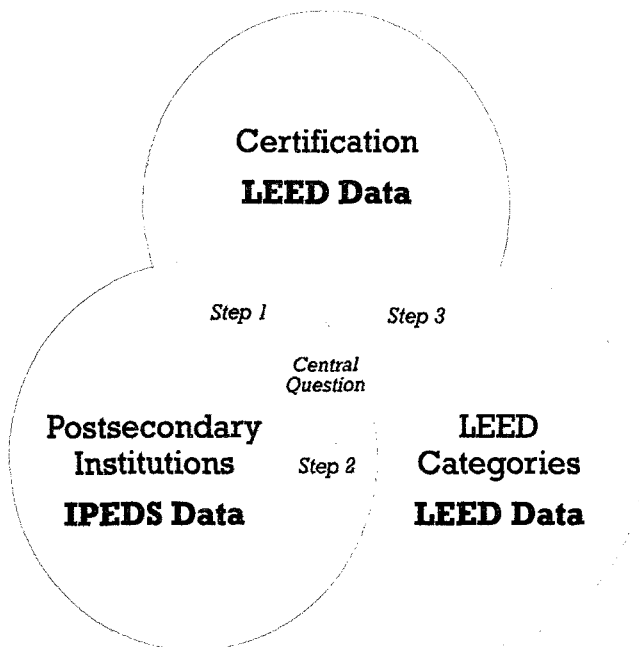 Certification
LEED Data
Step 1
Step 3
Central
Question
Postsecondary
Institutions
IPEDS Data
Step 2
LEED
Categories
LEED Data